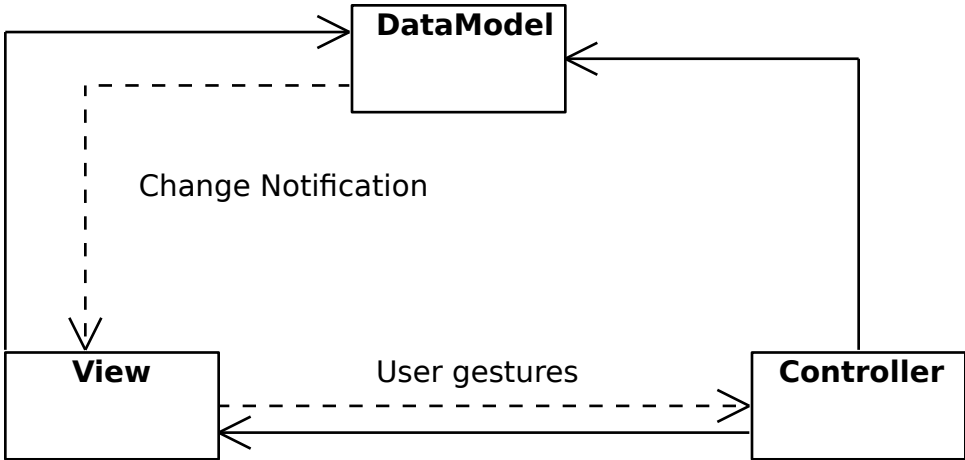 DataModel
Change Notification
View
User gestures
Controller